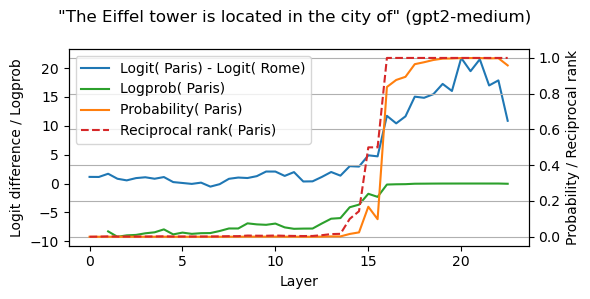 "The Eiffel tower is located in the city of" (gpt2-medium)
Logit difference / Logprob
20
15
10
5
0
−5
−10
Logit( Paris) - Logit( Rome)
Logprob( Paris)
Probability( Paris)
Reciprocal rank( Paris)
1.0
0.8
0.6
0.4
0.2
0.0
Probability / Reciprocal rank
0
5
10
15
20
Layer